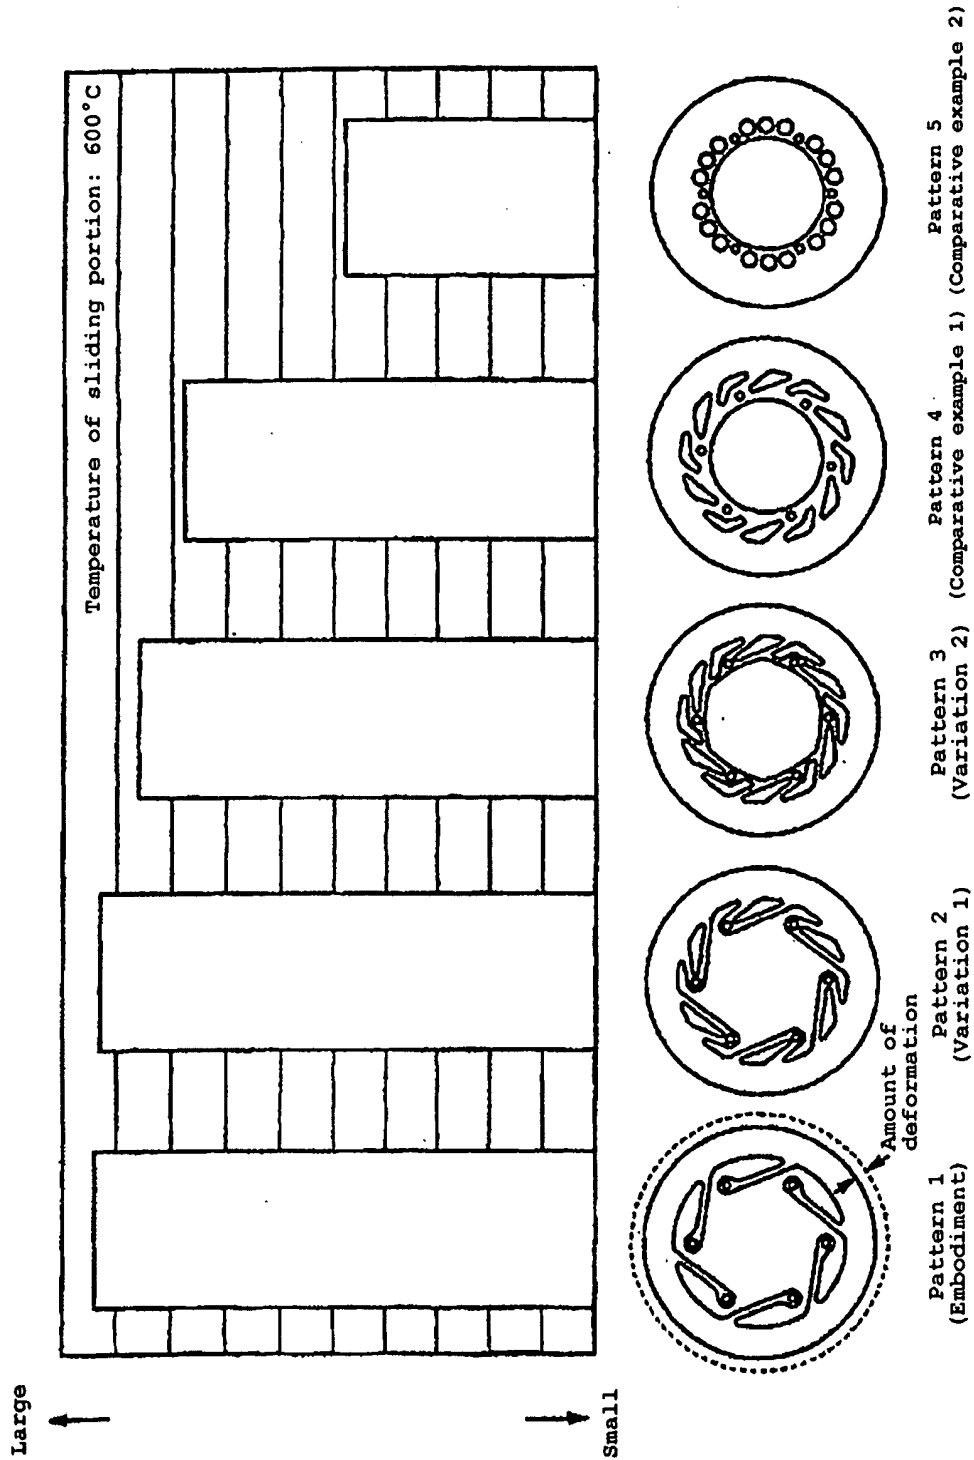 Large
Small
Temperature of sliding portion: 600°C
Amount of
deformation
Pattern 1
(Embodiment)
Pattern 2
(Variation 1)
Pattern 3
(Variation 2)
Pattern 4
(Comparative example 1)
Pattern 5
(Comparative example 2)